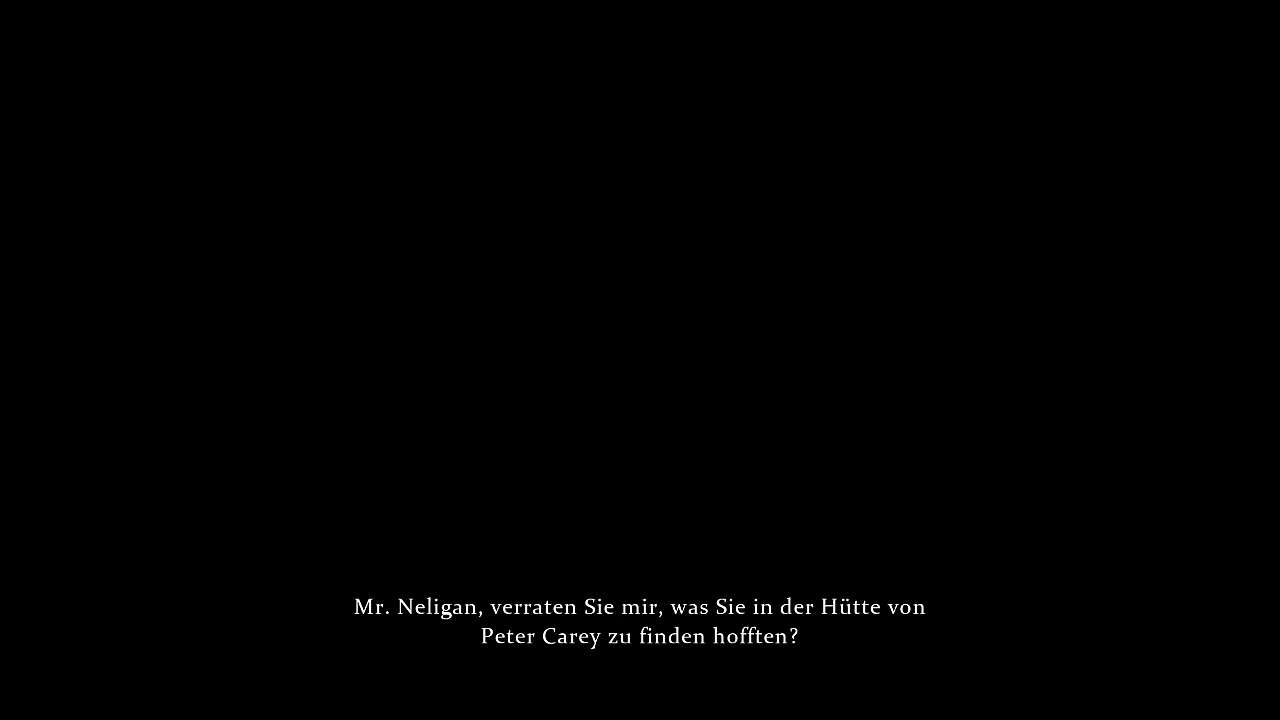 Mr. Neligan, verraten Sie mir, was Sie in der Hütte von
Peter Carey zu finden hofften?